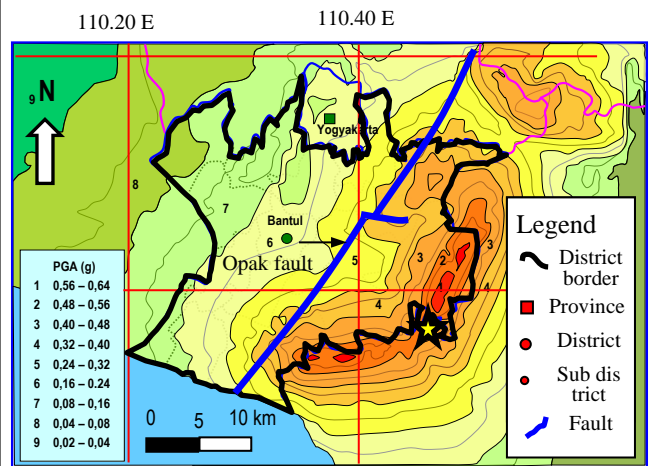 110.20 E
110.40 E
9
N
Yogyakarta
8
7
Bantul
6
Opak fault
5
4
3
2
3
1
4
4
PGA (g)
1 0,56 – 0,64
2 0,48 – 0,56
3 0,40 – 0,48
4 0,32 – 0,40
5 0,24 – 0,32
6 0,16 - 0.24
7 0,08 – 0,16
8 0,04 – 0,08
9 0,02 – 0,04
0 5 10 km
Legend
District
border
Province
District
Sub dis
trict
Fault